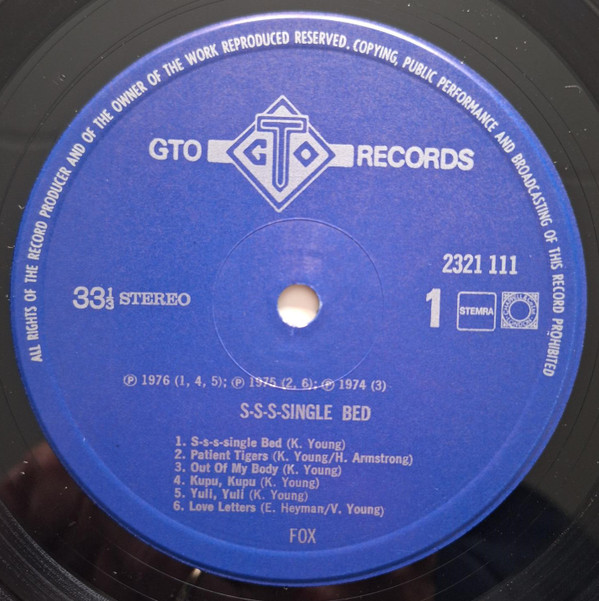 ALL RIGHTS OF THE RECORD PRODUCER AND OF THE OWNER OF THE WORK REPRODUCED RESERVED. COPYING, PUBLIC PERFORMANCE AND BROADCASTING OF THIS RECORD PROHIBITED
GTO GTO RECORDS
2321 111
33⅓ STEREO
1 STEMRA
℗ 1976 (1, 4, 5); ℗ 1975 (2, 6); ℗ 1974 (3)
S-S-S-SINGLE BED
1. S-s-s-single Bed (K. Young)
2. Patient Tigers (K. Young/H. Armstrong)
3. Out Of My Body (K. Young)
4. Kupu, Kupu (K. Young)
5. Yuli, Yuli (K. Young)
6. Love Letters (E. Heyman/V. Young)
FOX